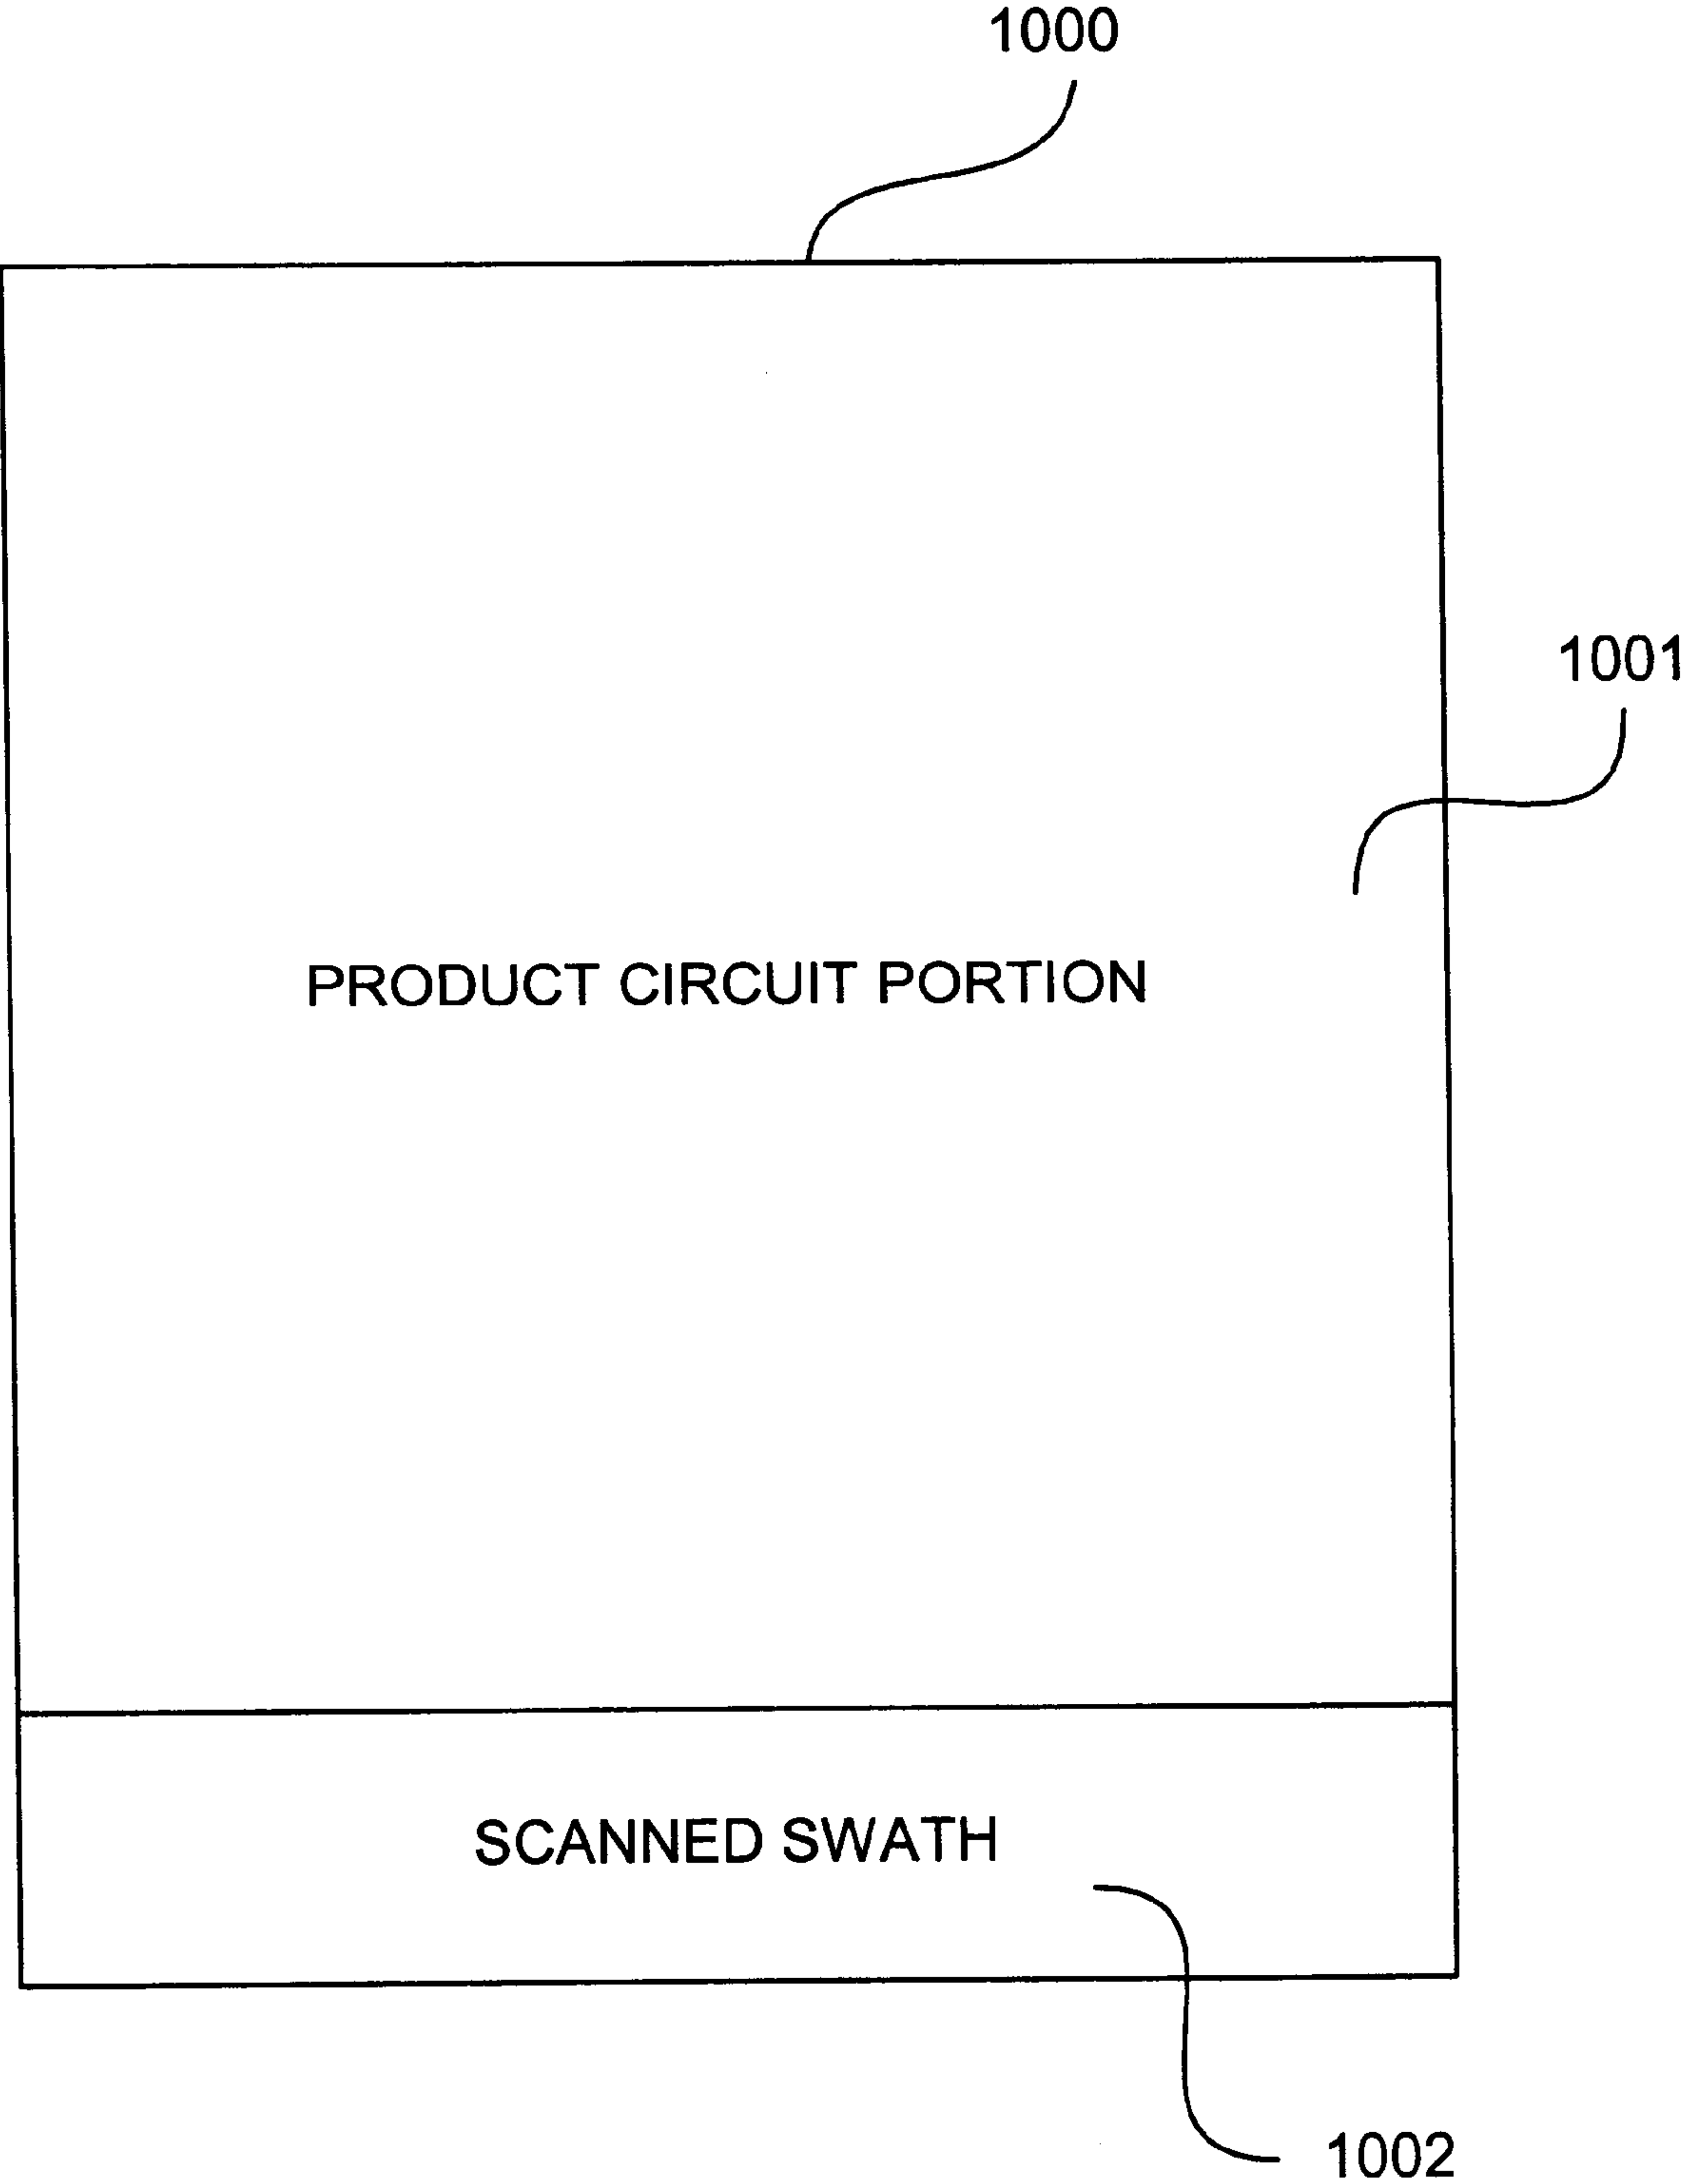 1000
1001
PRODUCT CIRCUIT PORTION
SCANNED SWATH
1002